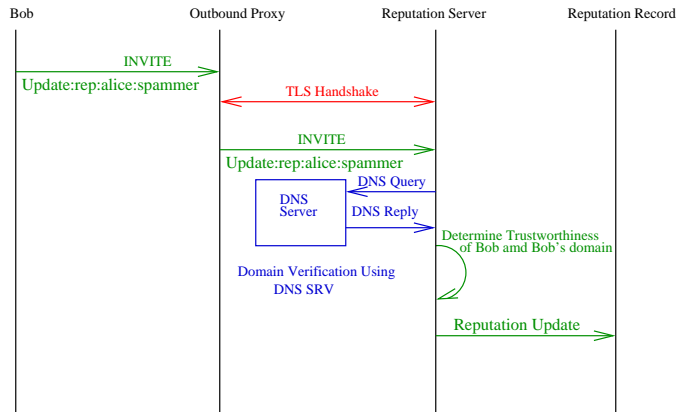 Bob
Outbound Proxy
Reputation Server
Reputation Record
INVITE
Update:rep:alice:spammer
TLS Handshake
INVITE
Update:rep:alice:spammer
DNS Query
DNS
Server
DNS Reply
Determine Trustworthiness
of Bob amd Bob's domain
Domain Verification Using
DNS SRV
Reputation Update